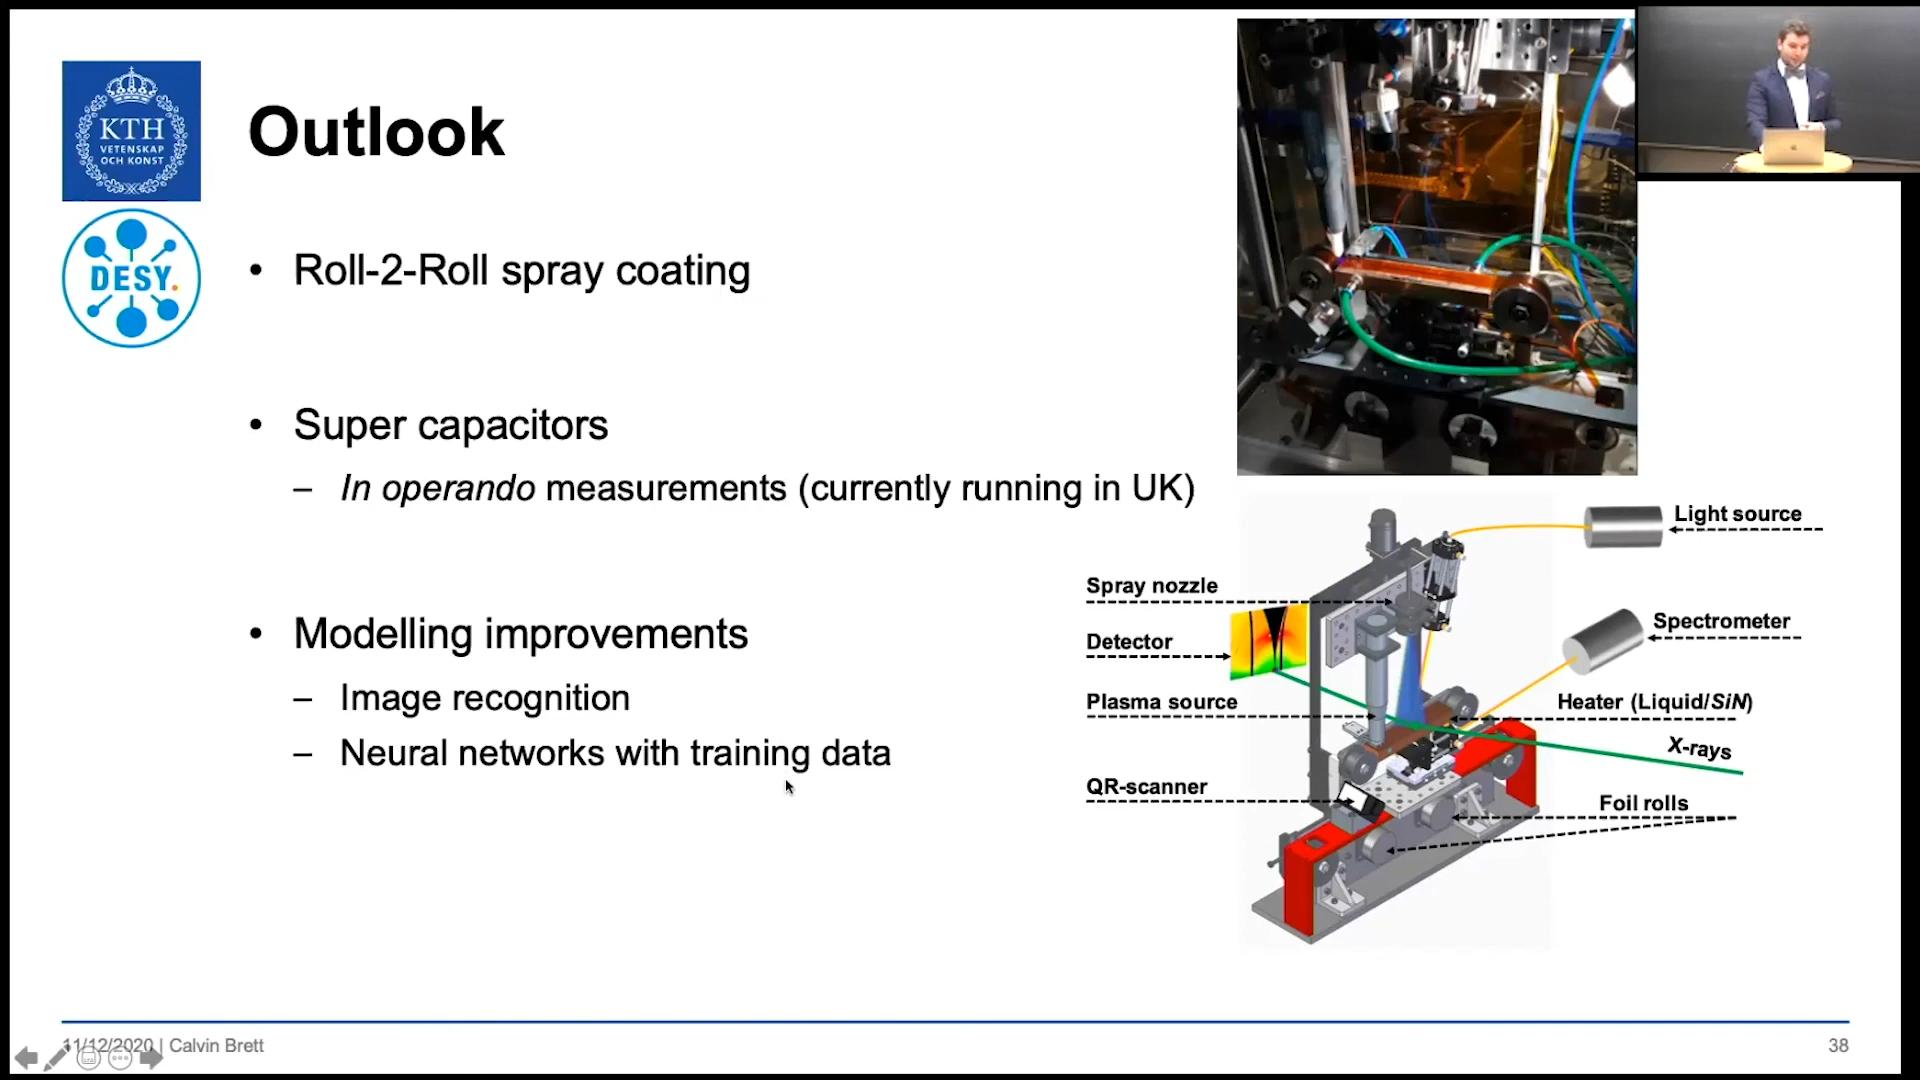 KTH
VETENSKAP
OCH KONST
DESY.
Outlook
• Roll-2-Roll spray coating
• Super capacitors
– In operando measurements (currently running in UK)
• Modelling improvements
– Image recognition
– Neural networks with training data
Light source
Spray nozzle
Spectrometer
Detector
Plasma source
Heater (Liquid/SiN)
X-rays
QR-scanner
Foil rolls
11/12/2020 | Calvin Brett
38